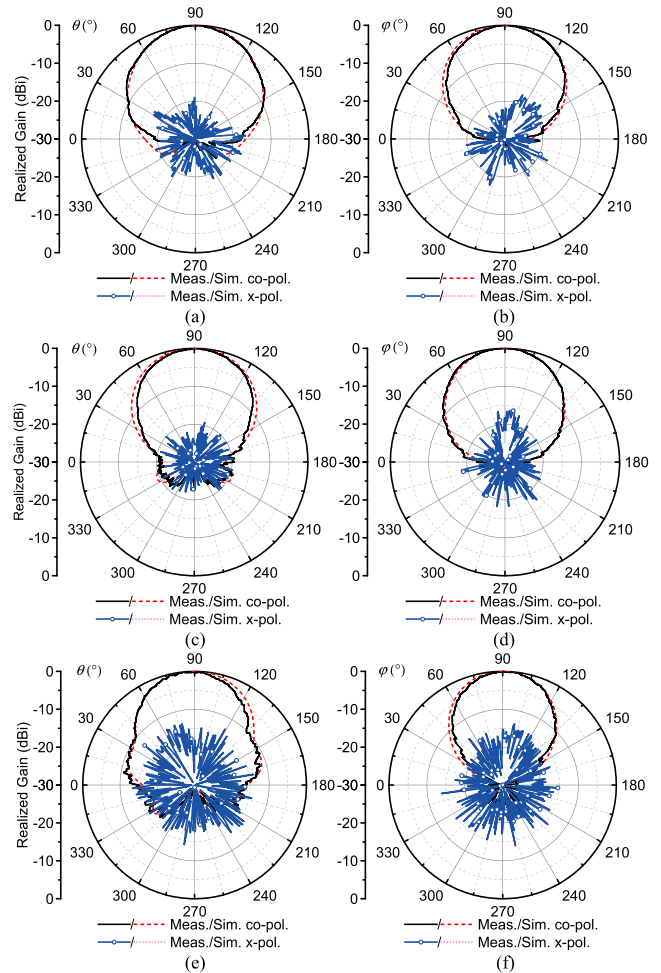 90
0 θ(°) 60 120
-10 30 150
-20
-30 0 180
-20
-10 330 210
0 300 240
270
Realized Gain (dBi)
Meas./Sim. co-pol.
Meas./Sim. x-pol.
(a)
90
0 φ(°) 60 120
-10 30 150
-20
-30 0 180
-20
-10 330 210
0 300 240
270
Meas./Sim. co-pol.
Meas./Sim. x-pol.
(b)
90
0 θ(°) 60 120
-10 30 150
-20
-30 0 180
-20
-10 330 210
0 300 240
270
Realized Gain (dBi)
Meas./Sim. co-pol.
Meas./Sim. x-pol.
(c)
90
0 φ(°) 60 120
-10 30 150
-20
-30 0 180
-20
-10 330 210
0 300 240
270
Meas./Sim. co-pol.
Meas./Sim. x-pol.
(d)
90
0 θ(°) 60 120
-10 30 150
-20
-30 0 180
-20
-10 330 210
0 300 240
270
Realized Gain (dBi)
Meas./Sim. co-pol.
Meas./Sim. x-pol.
(e)
90
0 φ(°) 60 120
-10 30 150
-20
-30 0 180
-20
-10 330 210
0 300 240
270
Meas./Sim. co-pol.
Meas./Sim. x-pol.
(f)